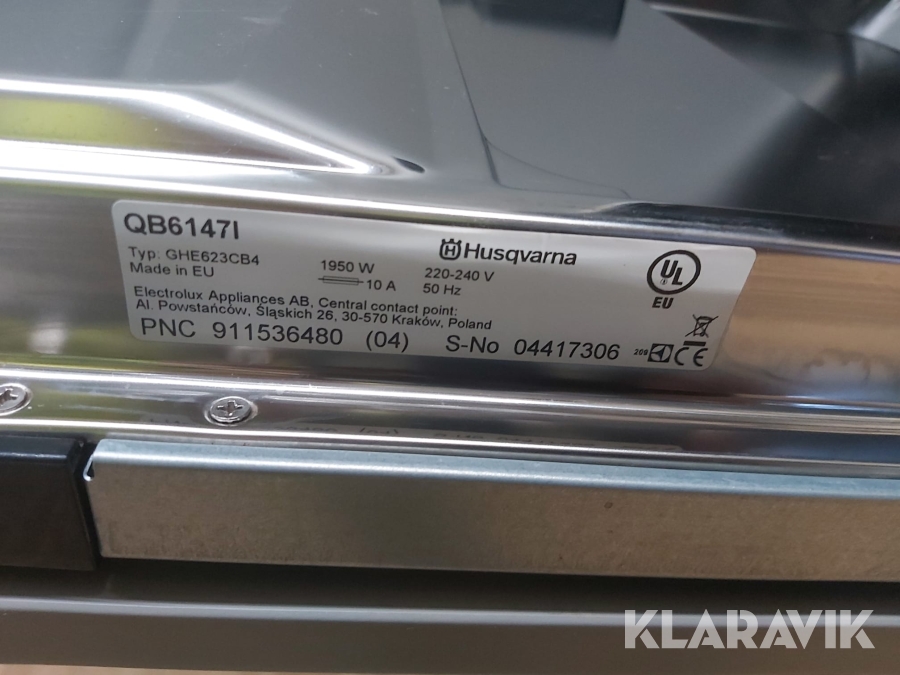 QB6147I
Husqvarna
Typ: GHE623CB4
Made in EU
1950 W
10 A
220-240 V
50 Hz
UL
EU
Electrolux Appliances AB, Central contact point:
Al. Powstańców, Śląskich 26, 30-570 Kraków, Poland
PNC 911536480 (04) S-No 04417306
CE
KLARAVIK